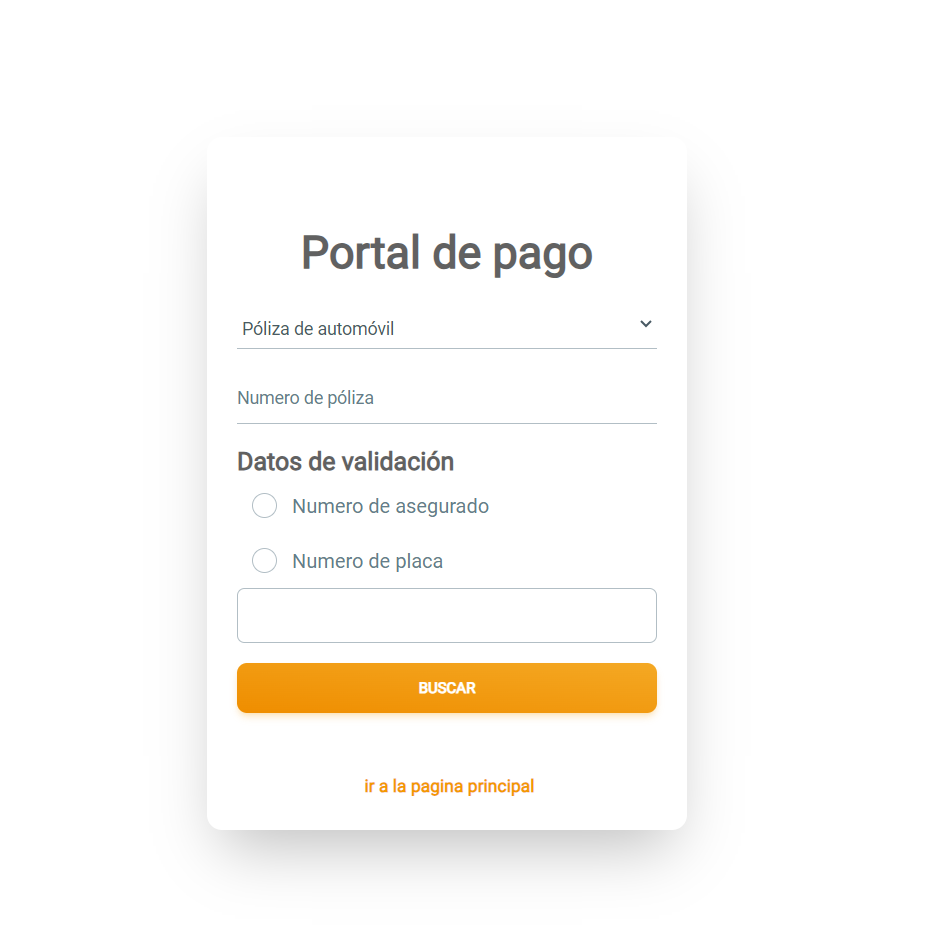 Portal de pago
Póliza de automóvil
Numero de póliza
Datos de validación
Numero de asegurado
Numero de placa
BUSCAR
ir a la pagina principal